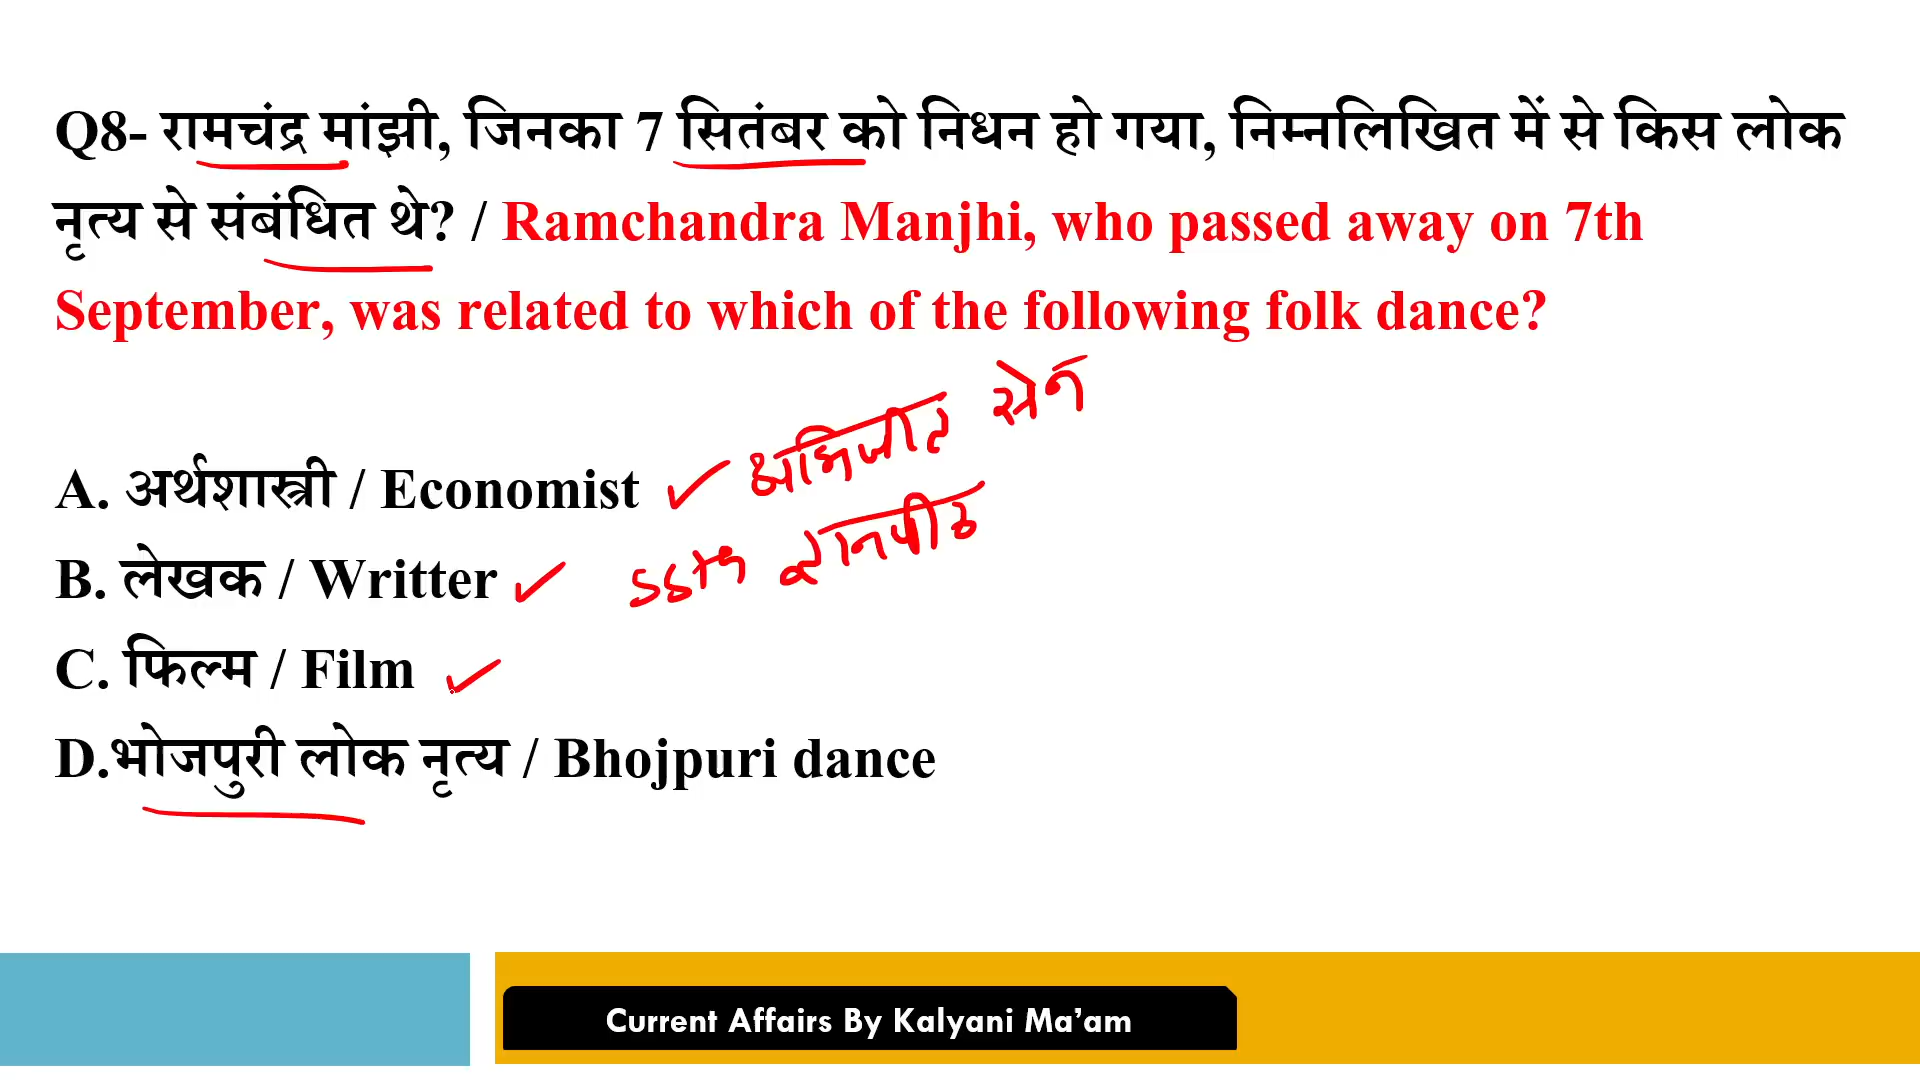 Q8- रामचंद्र मांझी, जिनका 7 सितंबर को निधन हो गया, निम्नलिखित में से किस लोक
नृत्य से संबंधित थे? / Ramchandra Manjhi, who passed away on 7th
September, was related to which of the following folk dance?
A. अर्थशास्त्री / Economist अभिजीत सेन
B. लेखक / Writter
C. फिल्म / Film
D.भोजपुरी लोक नृत्य / Bhojpuri dance
Current Affairs By Kalyani Ma’am